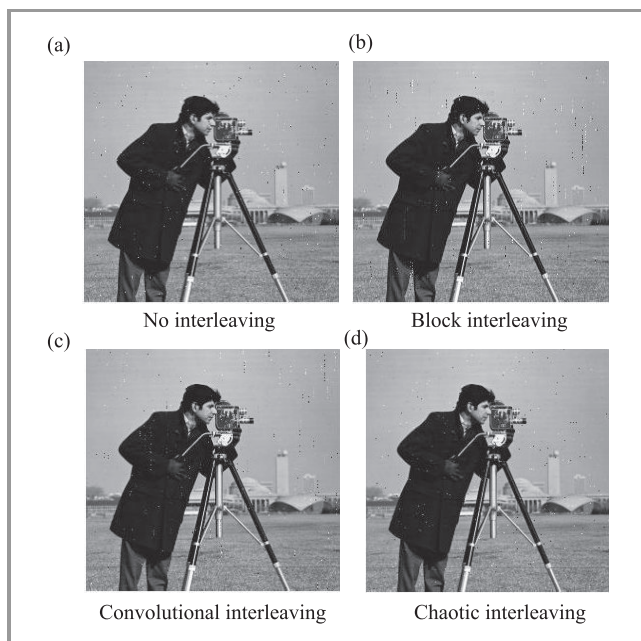 (a)
(b)
No interleaving
Block interleaving
(c)
(d)
Convolutional interleaving
Chaotic interleaving